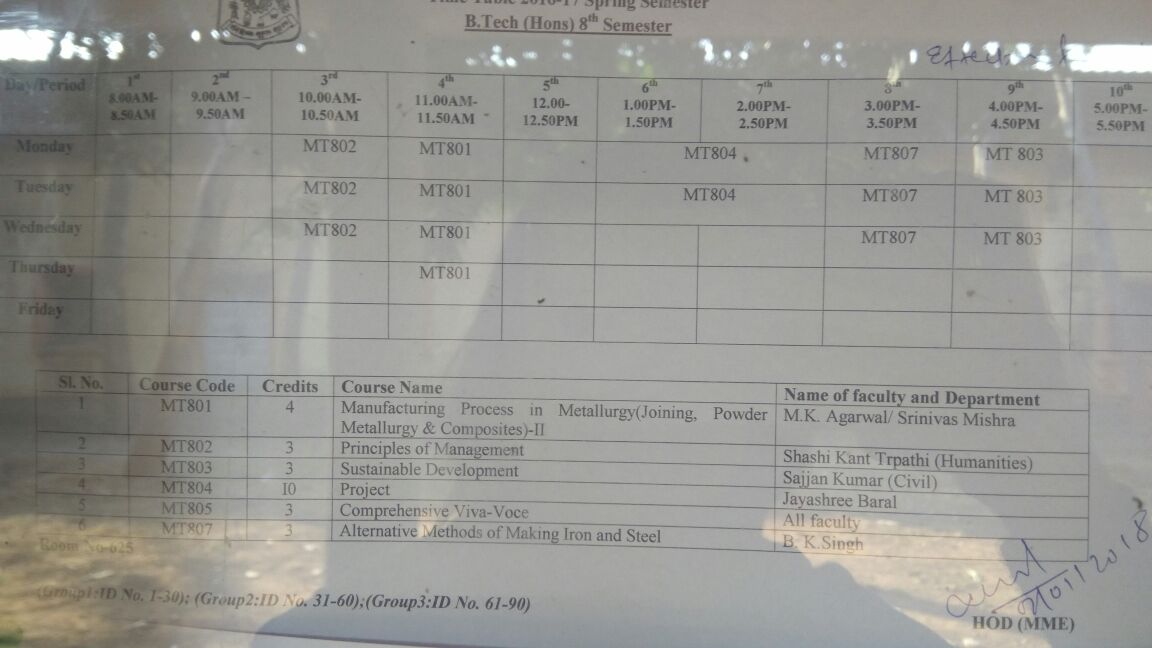 Time Table 2016-17 Spring Semester
B.Tech (Hons) 8th Semester
Day/Period 1st 8.00AM-8.50AM 2nd 9.00AM – 9.50AM 3rd 10.00AM-10.50AM 4th 11.00AM-11.50AM 5th 12.00-12.50PM 6th 1.00PM-1.50PM 7th 2.00PM-2.50PM 8th 3.00PM-3.50PM 9th 4.00PM-4.50PM 10th 5.00PM-5.50PM
Monday MT802 MT801 MT804 MT807 MT 803
Tuesday MT802 MT801 MT804 MT807 MT 803
Wednesday MT802 MT801 MT807 MT 803
Thursday MT801
Friday
Sl. No. Course Code Credits Course Name Name of faculty and Department
1 MT801 4 Manufacturing Process in Metallurgy(Joining, Powder Metallurgy & Composites)-II M.K. Agarwal/ Srinivas Mishra
2 MT802 3 Principles of Management Shashi Kant Trpathi (Humanities)
3 MT803 3 Sustainable Development Sajjan Kumar (Civil)
4 MT804 10 Project Jayashree Baral
5 MT805 3 Comprehensive Viva-Voce All faculty
6 MT807 3 Alternative Methods of Making Iron and Steel B. K.Singh
Room No-625
(Group1:ID No. 1-30); (Group2:ID No. 31-60);(Group3:ID No. 61-90)
HOD (MME)